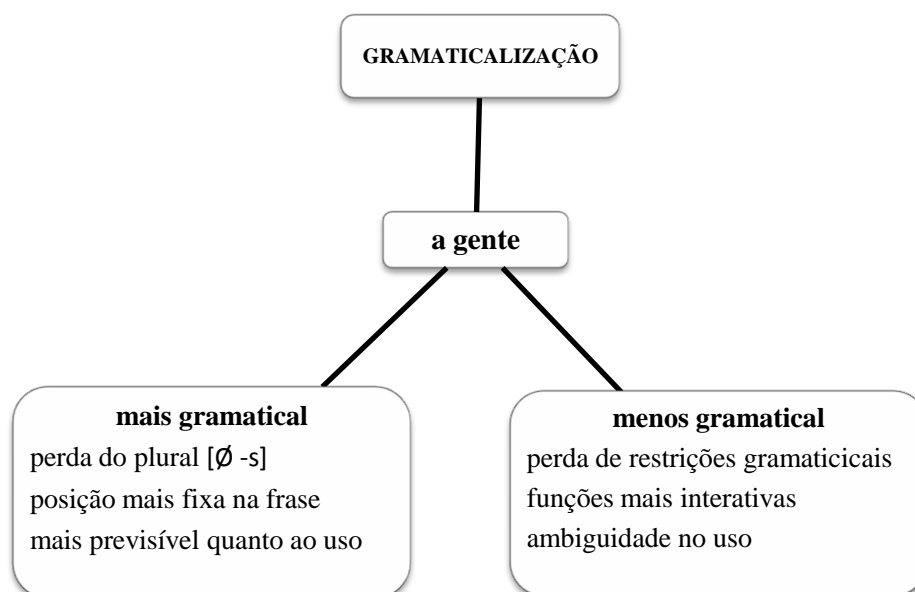 GRAMATICALIZAÇÃO
a gente
mais gramatical
perda do plural [Ø -s]
posição mais fixa na frase
mais previsível quanto ao uso
menos gramatical
perda de restrições gramaticicais
funções mais interativas
ambiguidade no uso